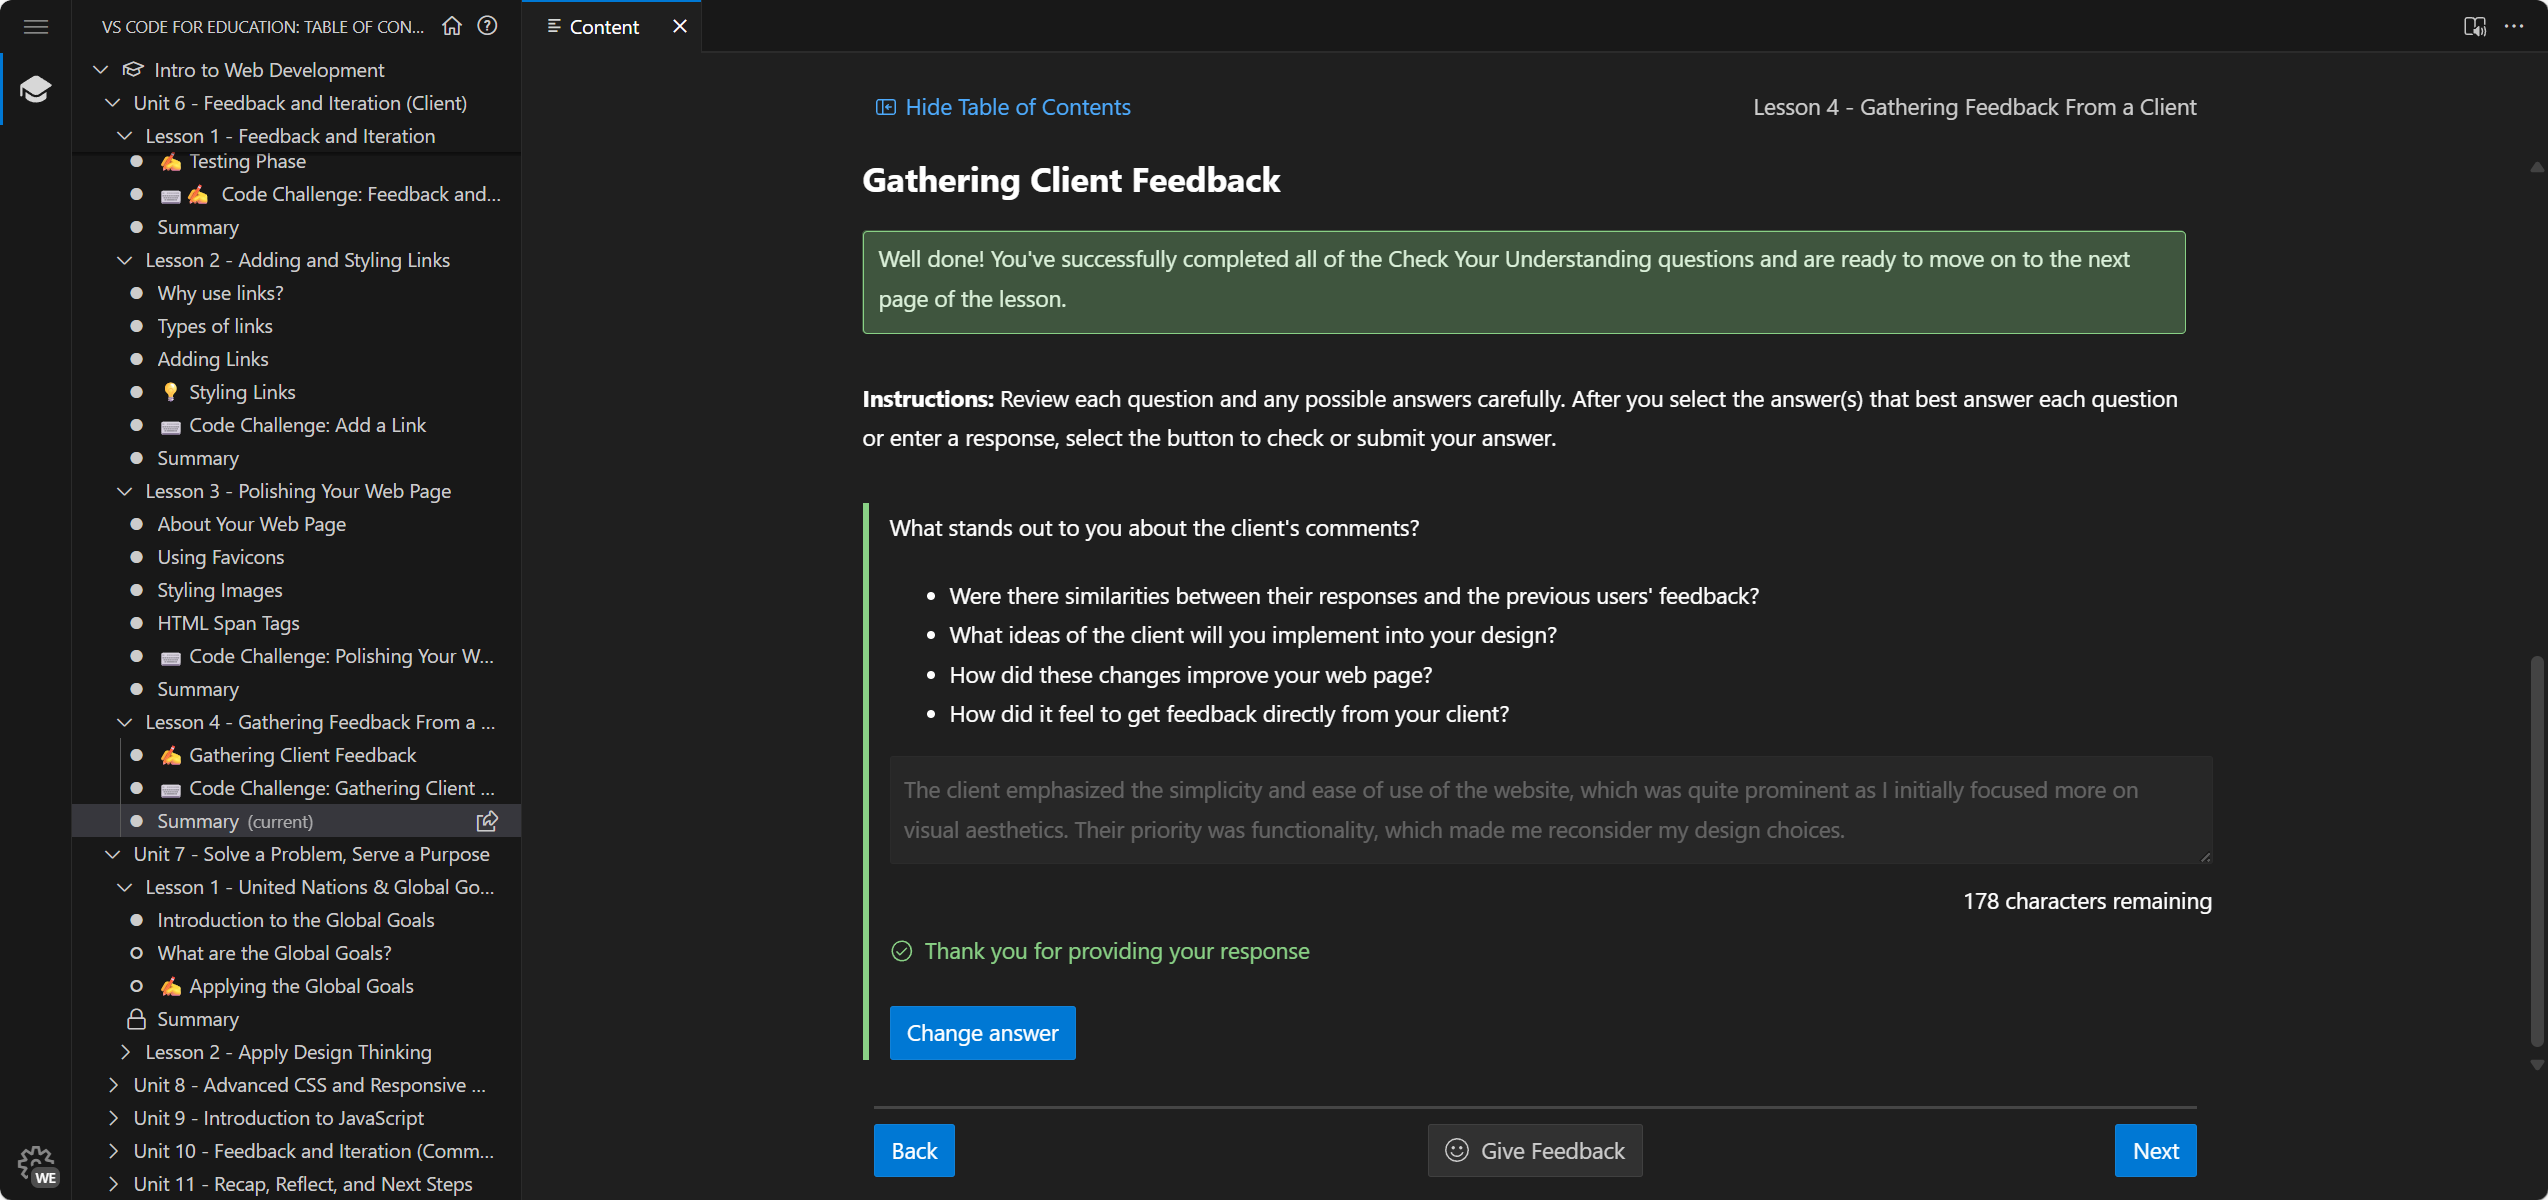 VS CODE FOR EDUCATION: TABLE OF CON...
Intro to Web Development
Unit 6 - Feedback and Iteration (Client)
Lesson 1 - Feedback and Iteration
✍ Testing Phase
⌨ ✍ Code Challenge: Feedback and...
Summary
Lesson 2 - Adding and Styling Links
Why use links?
Types of links
Adding Links
💡 Styling Links
⌨ Code Challenge: Add a Link
Summary
Lesson 3 - Polishing Your Web Page
About Your Web Page
Using Favicons
Styling Images
HTML Span Tags
⌨ Code Challenge: Polishing Your W...
Summary
Lesson 4 - Gathering Feedback From a ...
✍ Gathering Client Feedback
⌨ Code Challenge: Gathering Client ...
Summary (current)
Unit 7 - Solve a Problem, Serve a Purpose
Lesson 1 - United Nations & Global Go...
Introduction to the Global Goals
What are the Global Goals?
✍ Applying the Global Goals
Summary
Lesson 2 - Apply Design Thinking
Unit 8 - Advanced CSS and Responsive ...
Unit 9 - Introduction to JavaScript
Unit 10 - Feedback and Iteration (Comm...
Unit 11 - Recap, Reflect, and Next Steps
WE
Content
Hide Table of Contents
Lesson 4 - Gathering Feedback From a Client
Gathering Client Feedback
Well done! You've successfully completed all of the Check Your Understanding questions and are ready to move on to the next
page of the lesson.
Instructions: Review each question and any possible answers carefully. After you select the answer(s) that best answer each question
or enter a response, select the button to check or submit your answer.
What stands out to you about the client's comments?
• Were there similarities between their responses and the previous users' feedback?
• What ideas of the client will you implement into your design?
• How did these changes improve your web page?
• How did it feel to get feedback directly from your client?
The client emphasized the simplicity and ease of use of the website, which was quite prominent as I initially focused more on
visual aesthetics. Their priority was functionality, which made me reconsider my design choices.
178 characters remaining
Thank you for providing your response
Change answer
Back
Give Feedback
Next